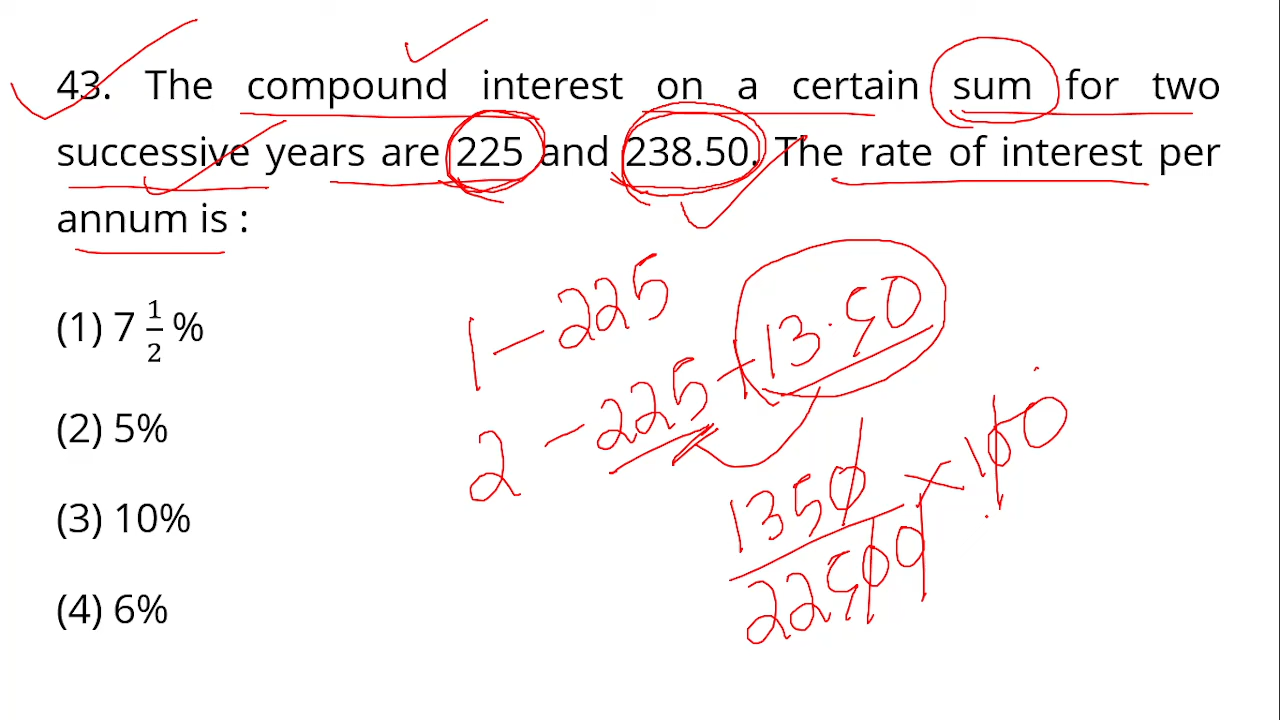 43. The compound interest on a certain sum for two
successive years are 225 and 238.50. The rate of interest per
annum is :
(1) 7 1/2 %
(2) 5%
(3) 10%
(4) 6%
1 - 225
2 - 225 + 13.50
1350 × 100
22500